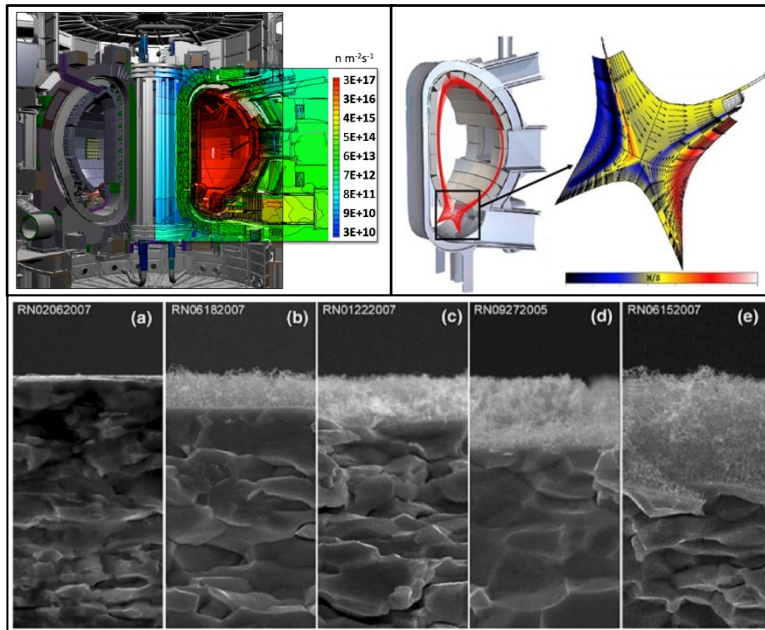 n m⁻²s⁻¹
3E+17
3E+16
5E+15
5E+14
6E+13
7E+12
8E+11
9E+10
3E+10
M/S
RN02062007 (a)
RN06182007 (b)
RN01222007 (c)
RN09272005 (d)
RN06152007 (e)